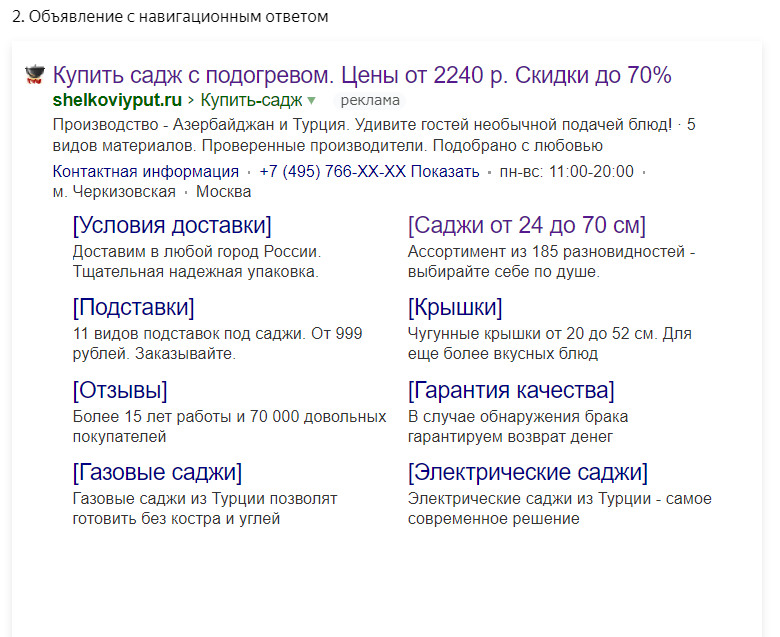 2. Объявление с навигационным ответом
Купить садж с подогревом. Цены от 2240 р. Скидки до 70%
shelkoviyput.ru › Купить-садж ▾ реклама
Производство - Азербайджан и Турция. Удивите гостей необычной подачей блюд! · 5
видов материалов. Проверенные производители. Подобрано с любовью
Контактная информация · +7 (495) 766-XX-XX Показать · пн-вс: 11:00-20:00 ·
м. Черкизовская · Москва
[Условия доставки]
Доставим в любой город России.
Тщательная надежная упаковка.
[Саджи от 24 до 70 см]
Ассортимент из 185 разновидностей -
выбирайте себе по душе.
[Подставки]
11 видов подставок под саджи. От 999
рублей. Заказывайте.
[Крышки]
Чугунные крышки от 20 до 52 см. Для
еще более вкусных блюд
[Отзывы]
Более 15 лет работы и 70 000 довольных
покупателей
[Гарантия качества]
В случае обнаружения брака
гарантируем возврат денег
[Газовые саджи]
Газовые саджи из Турции позволят
готовить без костра и углей
[Электрические саджи]
Электрические саджи из Турции - самое
современное решение